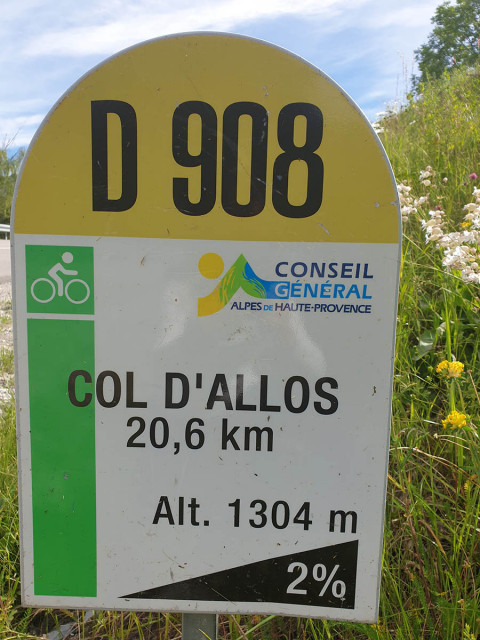 D 908
CONSEIL
GÉNÉRAL
ALPES DE HAUTE-PROVENCE
COL D'ALLOS
20,6 km
Alt. 1304 m
2%